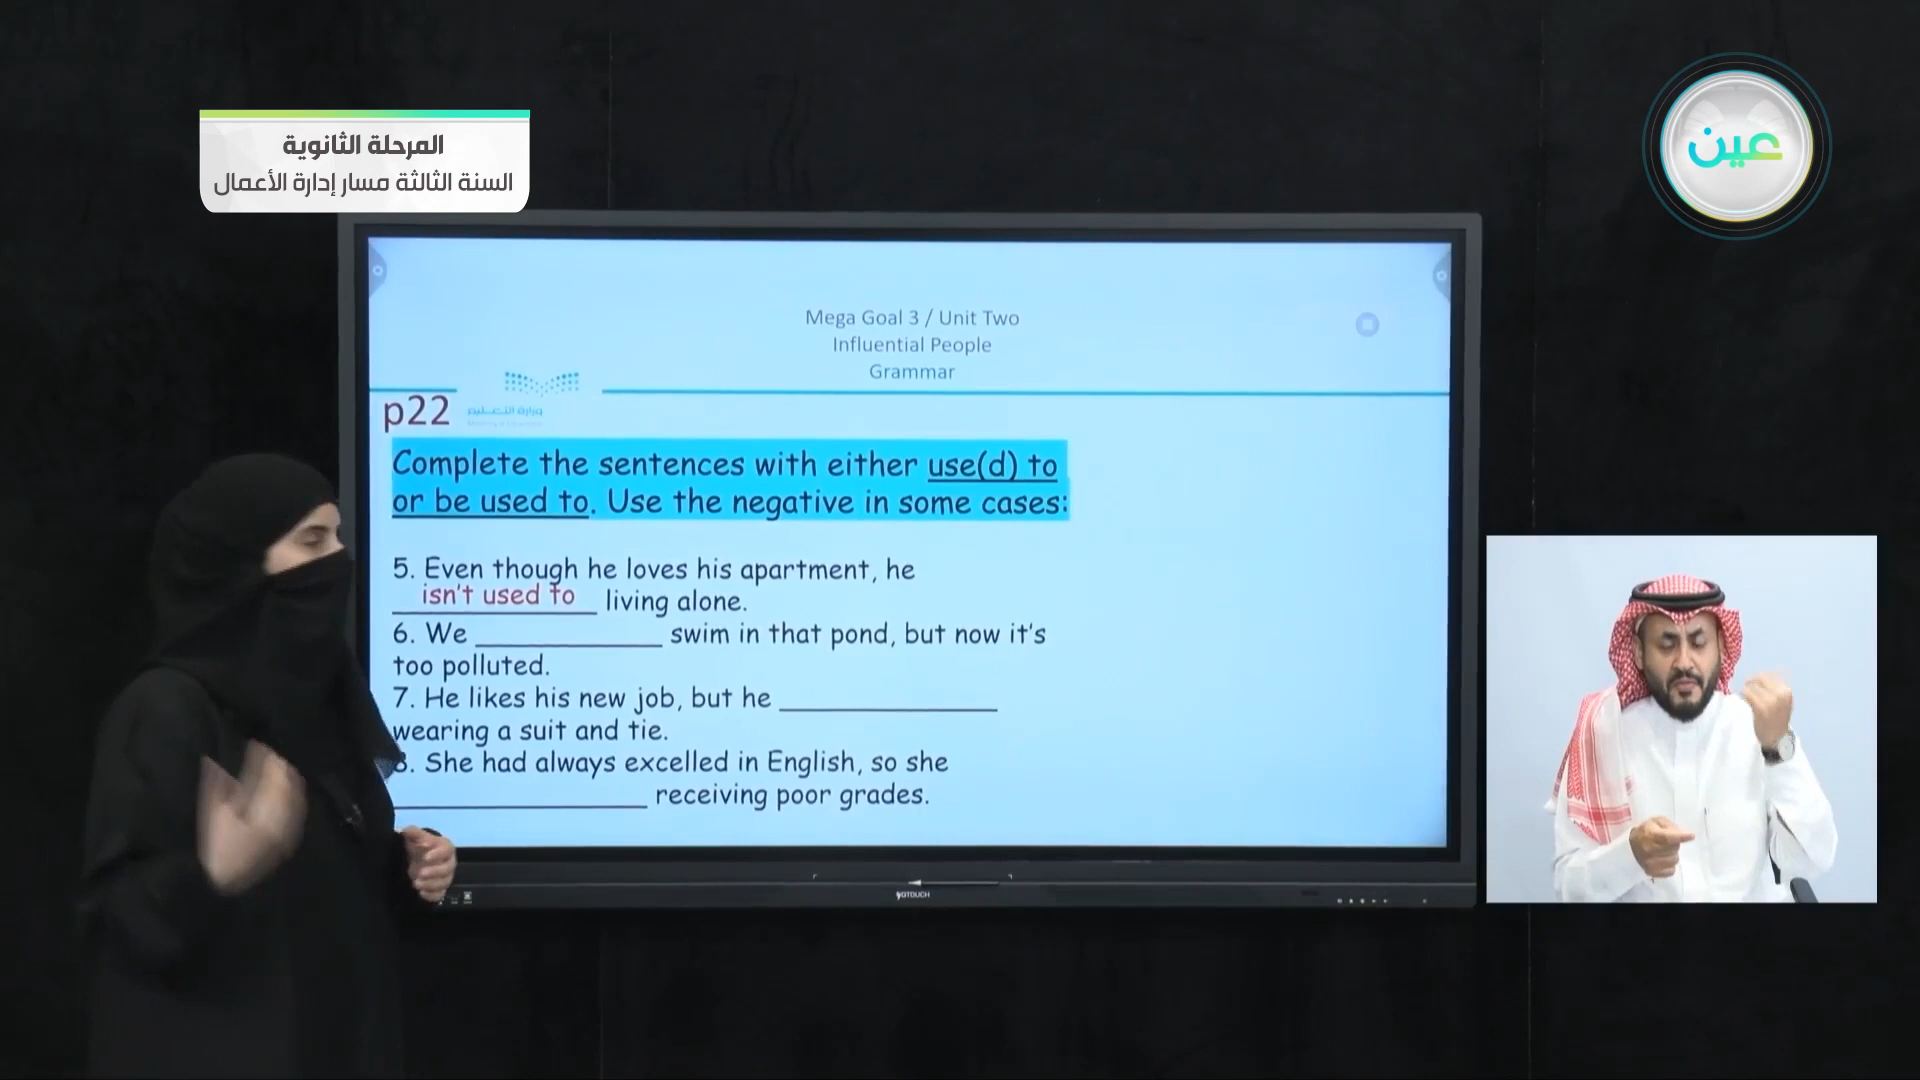 المرحلة الثانوية
السنة الثالثة مسار إدارة الأعمال
عين
Mega Goal 3 / Unit Two
Influential People
Grammar
p22
وزارة التعليم
Complete the sentences with either use(d) to
or be used to. Use the negative in some cases:
5. Even though he loves his apartment, he
isn't used to living alone.
6. We ____________ swim in that pond, but now it's
too polluted.
7. He likes his new job, but he ______________
wearing a suit and tie.
8. She had always excelled in English, so she
________________ receiving poor grades.